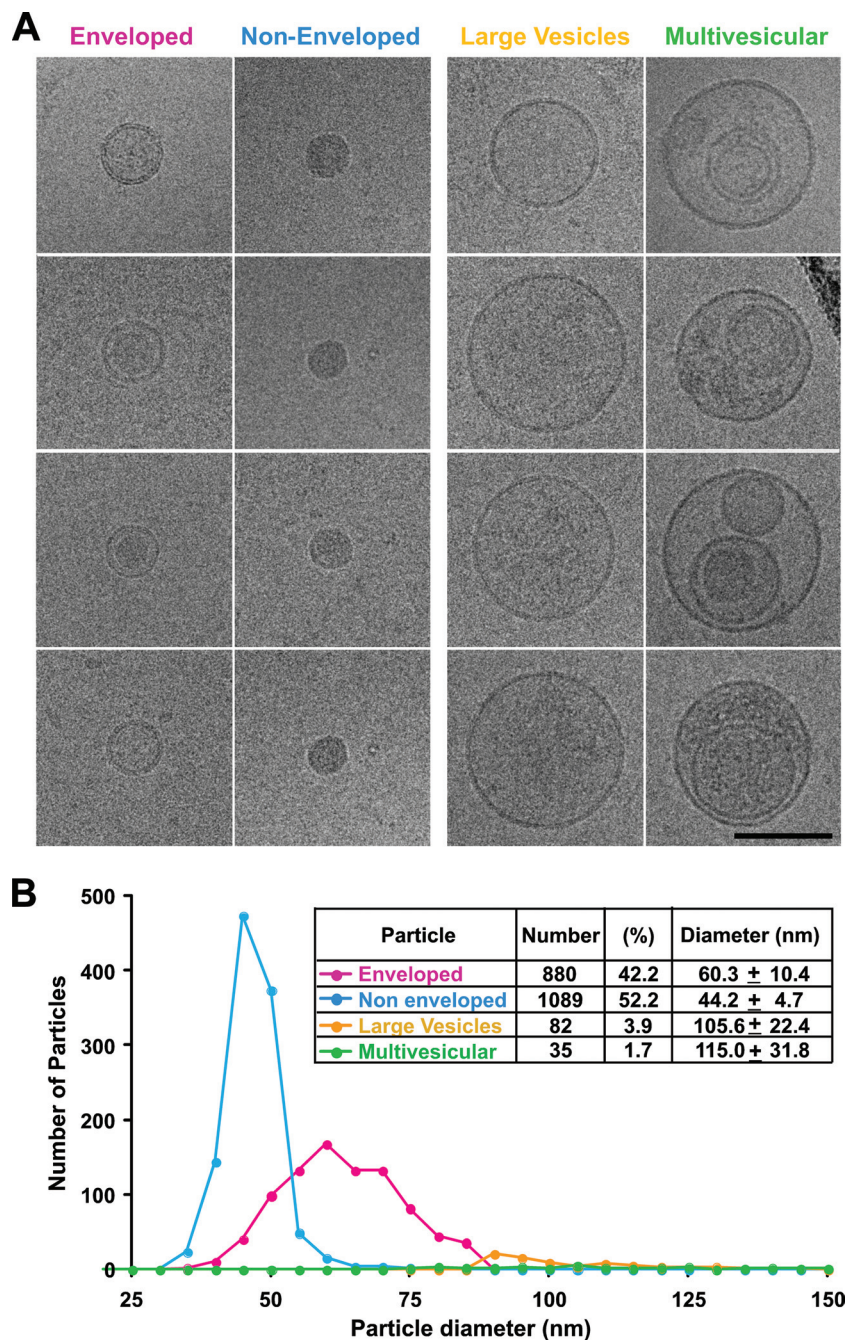 A
Enveloped Non-Enveloped Large Vesicles Multivesicular
B
Number of Particles
500
400
300
200
100
0
Particle Number (%) Diameter (nm)
Enveloped 880 42.2 60.3 ± 10.4
Non enveloped 1089 52.2 44.2 ± 4.7
Large Vesicles 82 3.9 105.6 ± 22.4
Multivesicular 35 1.7 115.0 ± 31.8
25 50 75 100 125 150
Particle diameter (nm)